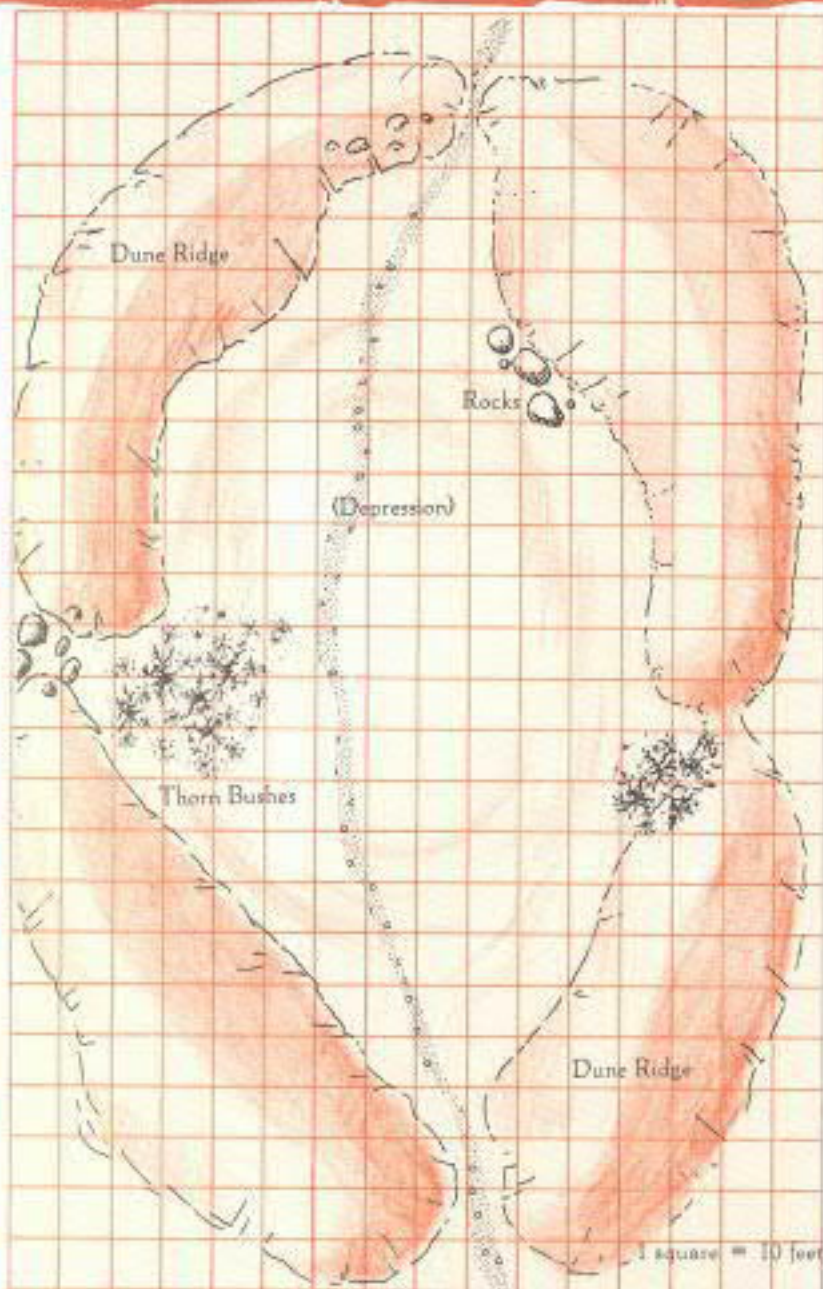 Dune Ridge
Rocks
(Depression)
Thorn Bushes
Dune Ridge
1 square = 10 feet